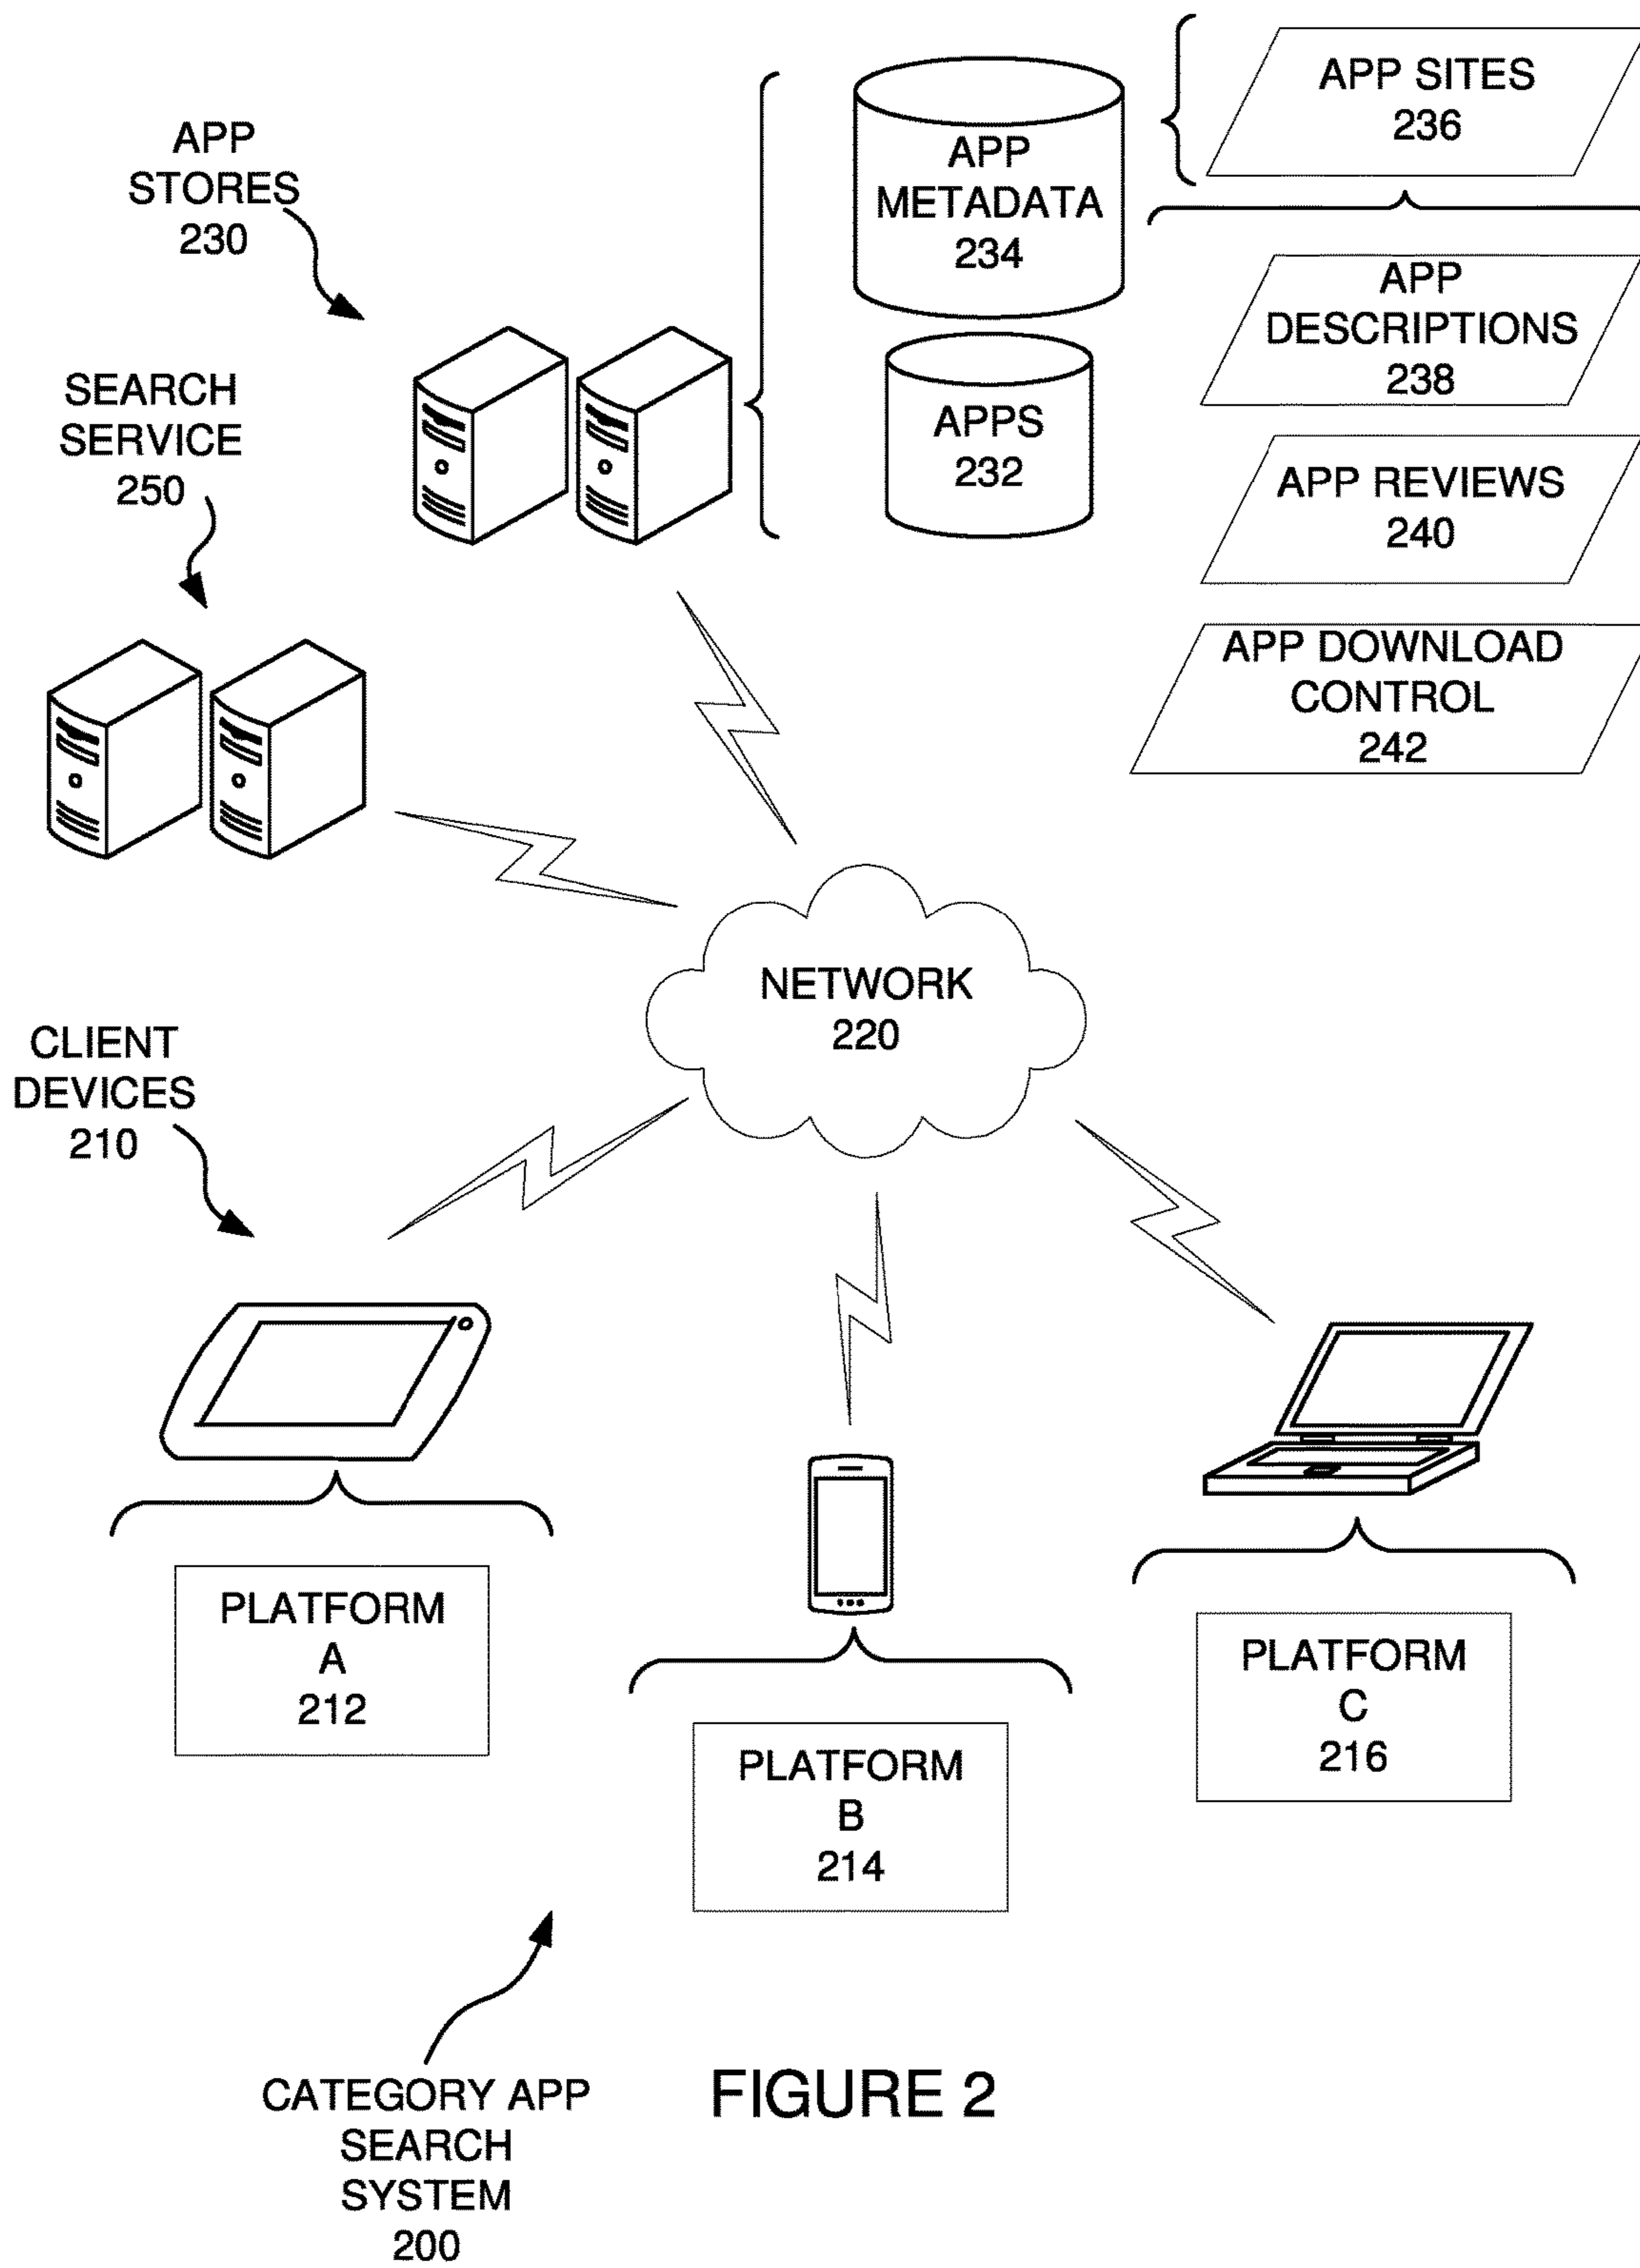 APP SITES
236
APP
STORES
230
APP
METADATA
234
APP
DESCRIPTIONS
238
SEARCH
SERVICE
250
APPS
232
APP REVIEWS
240
APP DOWNLOAD
CONTROL
242
NETWORK
220
CLIENT
DEVICES
210
PLATFORM
A
212
PLATFORM
B
214
PLATFORM
C
216
CATEGORY APP
SEARCH
SYSTEM
200
FIGURE 2